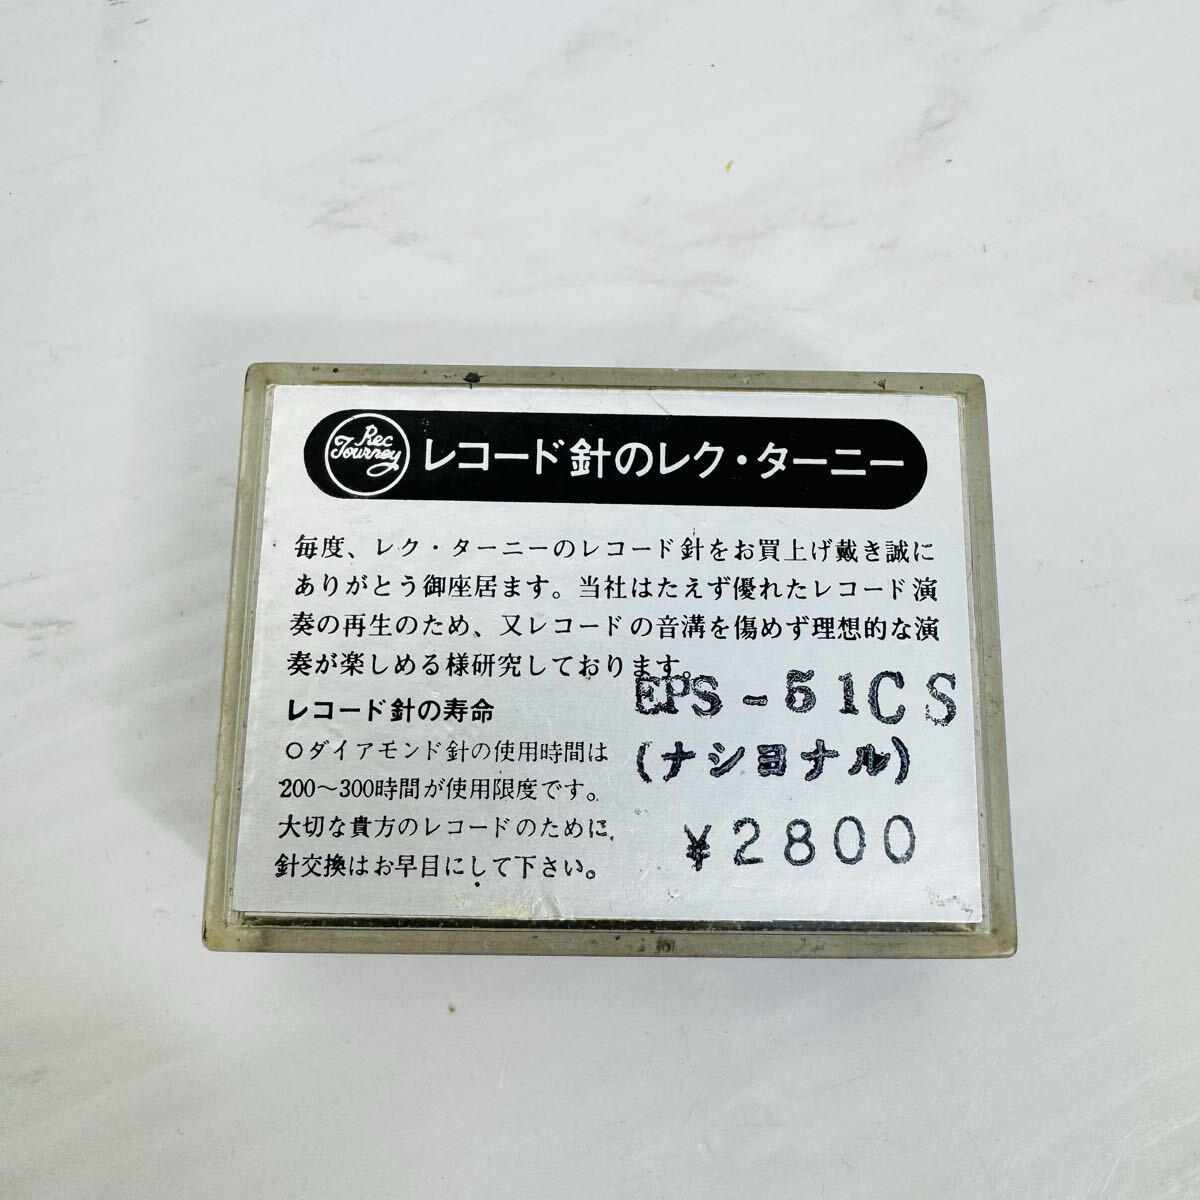 Rec
Journey
レコード針のレク・ターニー
毎度、レク・ターニーのレコード針をお買上げ戴き誠に
ありがとう御座居ます。当社はたえず優れたレコード演
奏の再生のため、又レコードの音溝を傷めず理想的な演
奏が楽しめる様研究しております。
レコード針の寿命
○ダイアモンド針の使用時間は
200〜300時間が使用限度です。
大切な貴方のレコードのために、
針交換はお早目にして下さい。
EPS-51CS
(ナショナル)
¥2800